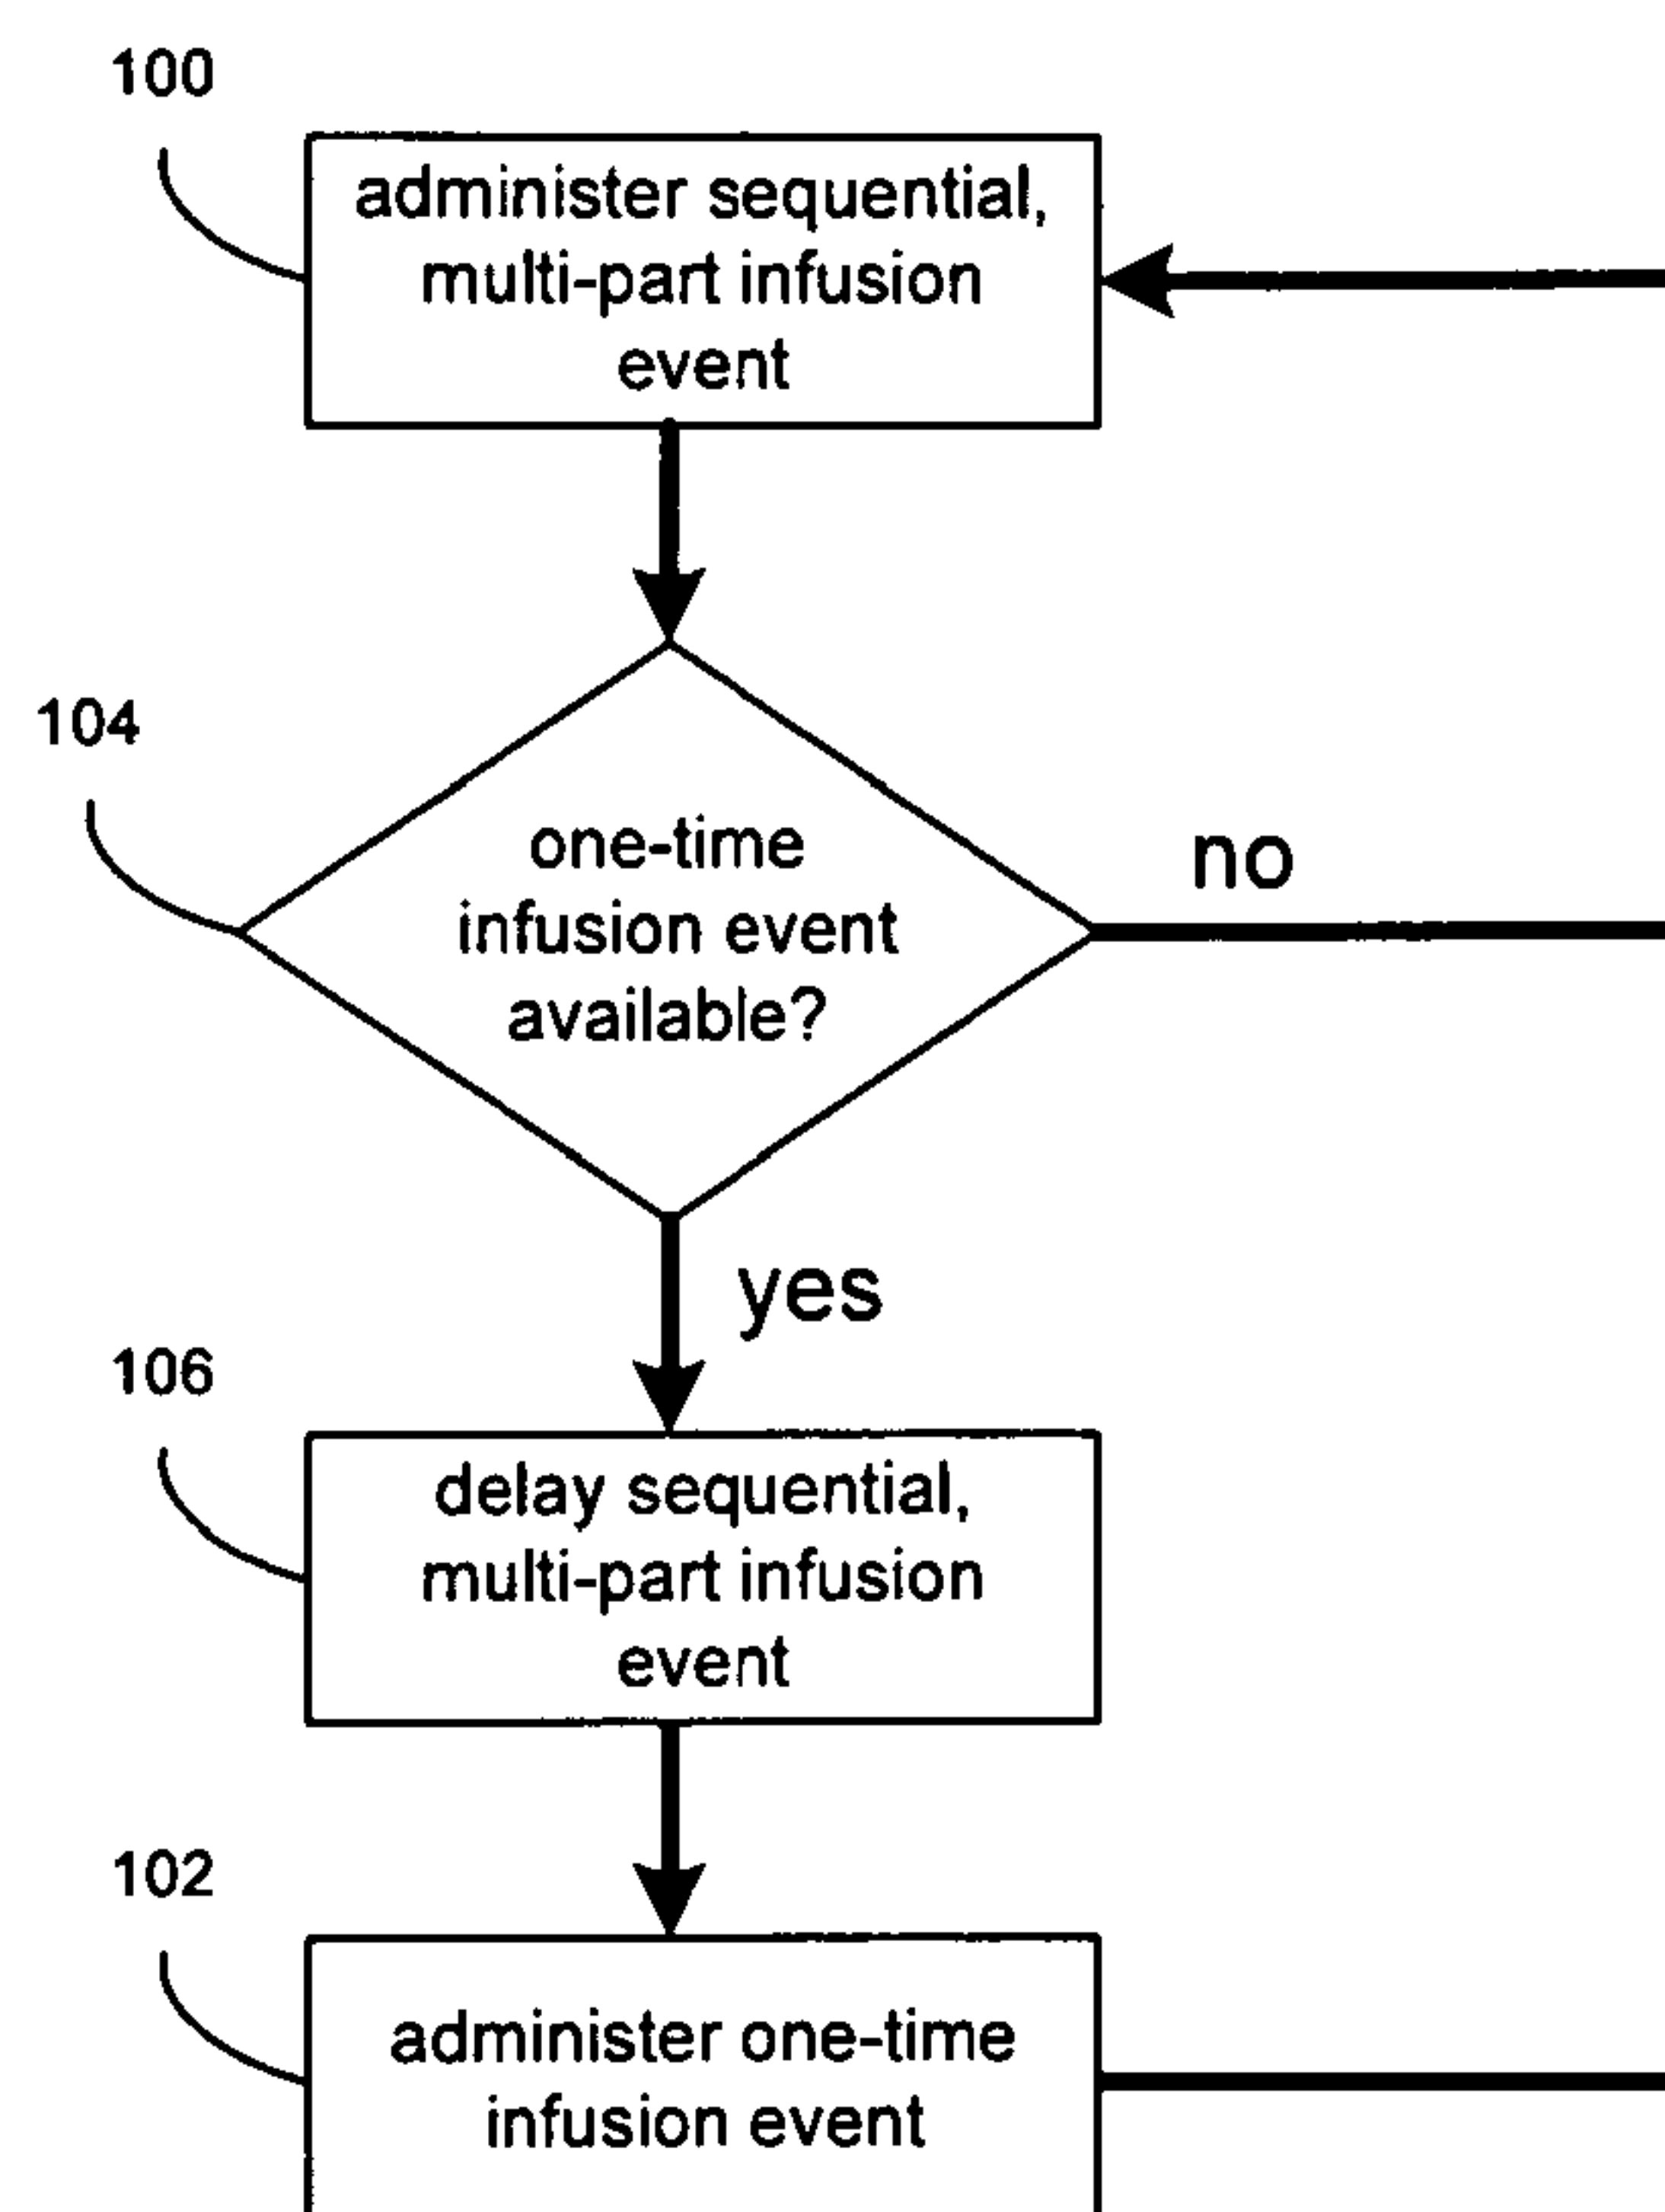 100
administer sequential,
multi-part infusion
event
104
one-time
infusion event
available?
no
yes
106
delay sequential,
multi-part infusion
event
102
administer one-time
infusion event